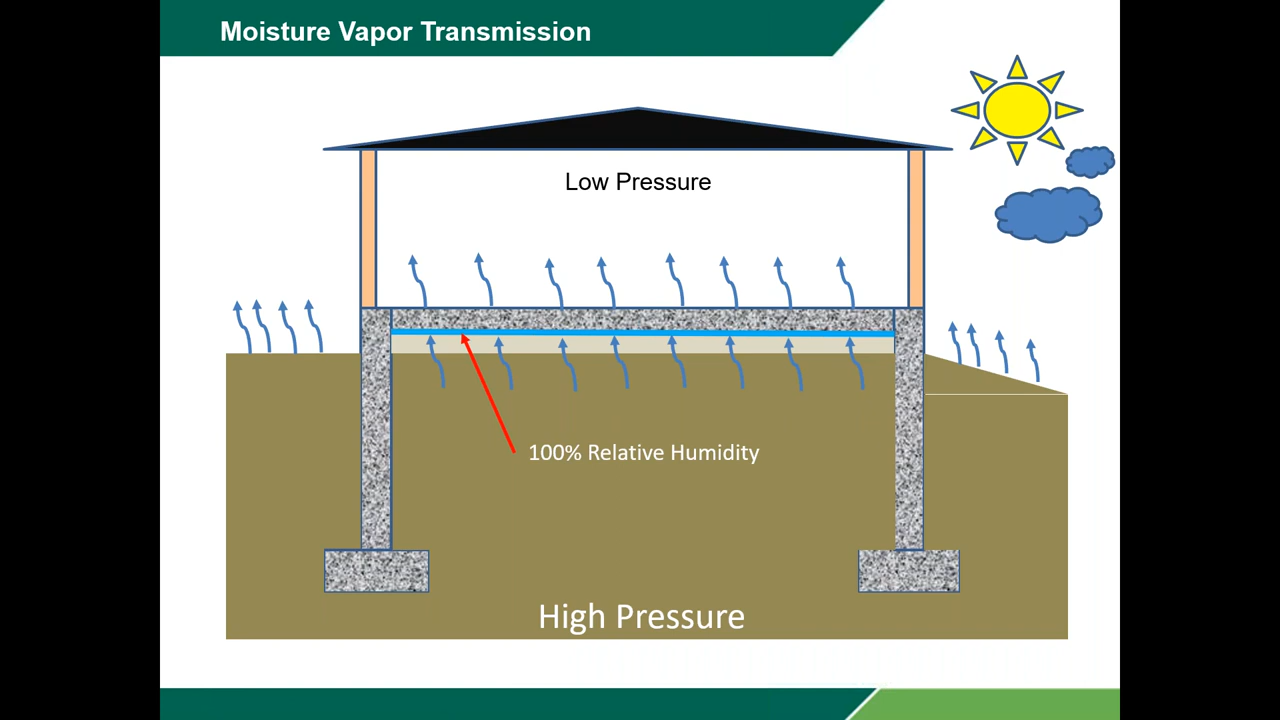 Moisture Vapor Transmission
Low Pressure
100% Relative Humidity
High Pressure